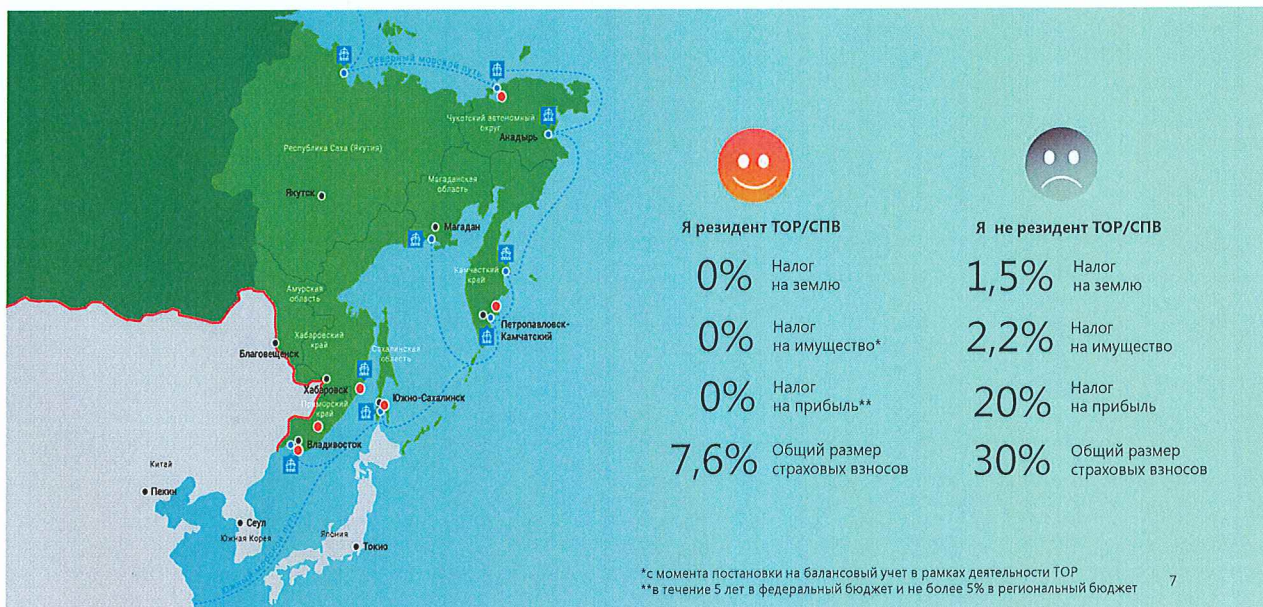 Северный морской путь
Чукотский автономный
округ
Анадырь
Республика Саха (Якутия)
Магаданская
область
Якутск
Магадан
Камчатский
край
Амурская
область
Петропавловск-
Камчатский
Хабаровский
край
Сахалинская
область
Благовещенск
Хабаровск
Южно-Сахалинск
Приморский
край
Владивосток
Китай
Пекин
Сеул
Южная Корея
Япония
Токио
Я резидент ТОР/СПВ
0% Налог
на землю
0% Налог
на имущество*
0% Налог
на прибыль**
7,6% Общий размер
страховых взносов
Я не резидент ТОР/СПВ
1,5% Налог
на землю
2,2% Налог
на имущество
20% Налог
на прибыль
30% Общий размер
страховых взносов
*с момента постановки на балансовый учет в рамках деятельности ТОР
**в течение 5 лет в федеральный бюджет и не более 5% в региональный бюджет
7